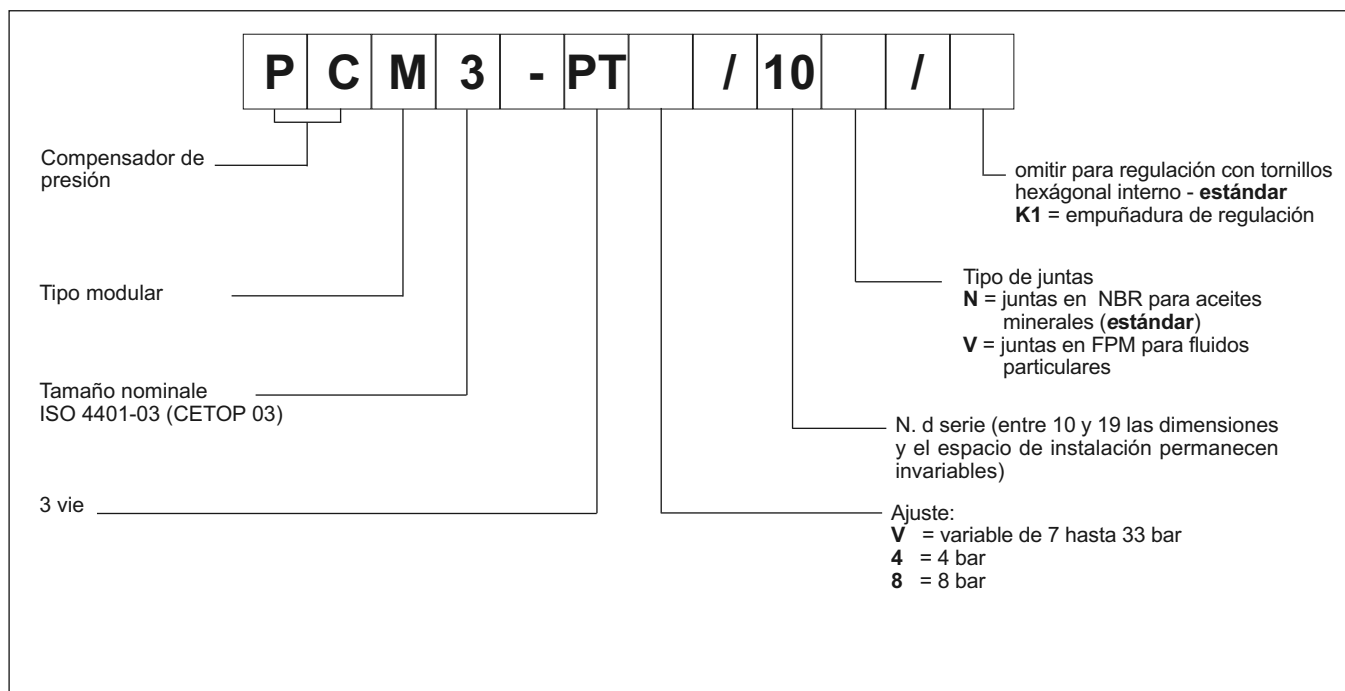 P C M 3 - PT / 10 /
Compensador de
presión
Tipo modular
Tamaño nominale
ISO 4401-03 (CETOP 03)
3 vie
omitir para regulación con tornillos
hexágonal interno - estándar
K1 = empuñadura de regulación
Tipo de juntas
N = juntas en NBR para aceites
minerales (estándar)
V = juntas en FPM para fluidos
particulares
N. d serie (entre 10 y 19 las dimensiones
y el espacio de instalación permanecen
invariables)
Ajuste:
V = variable de 7 hasta 33 bar
4 = 4 bar
8 = 8 bar